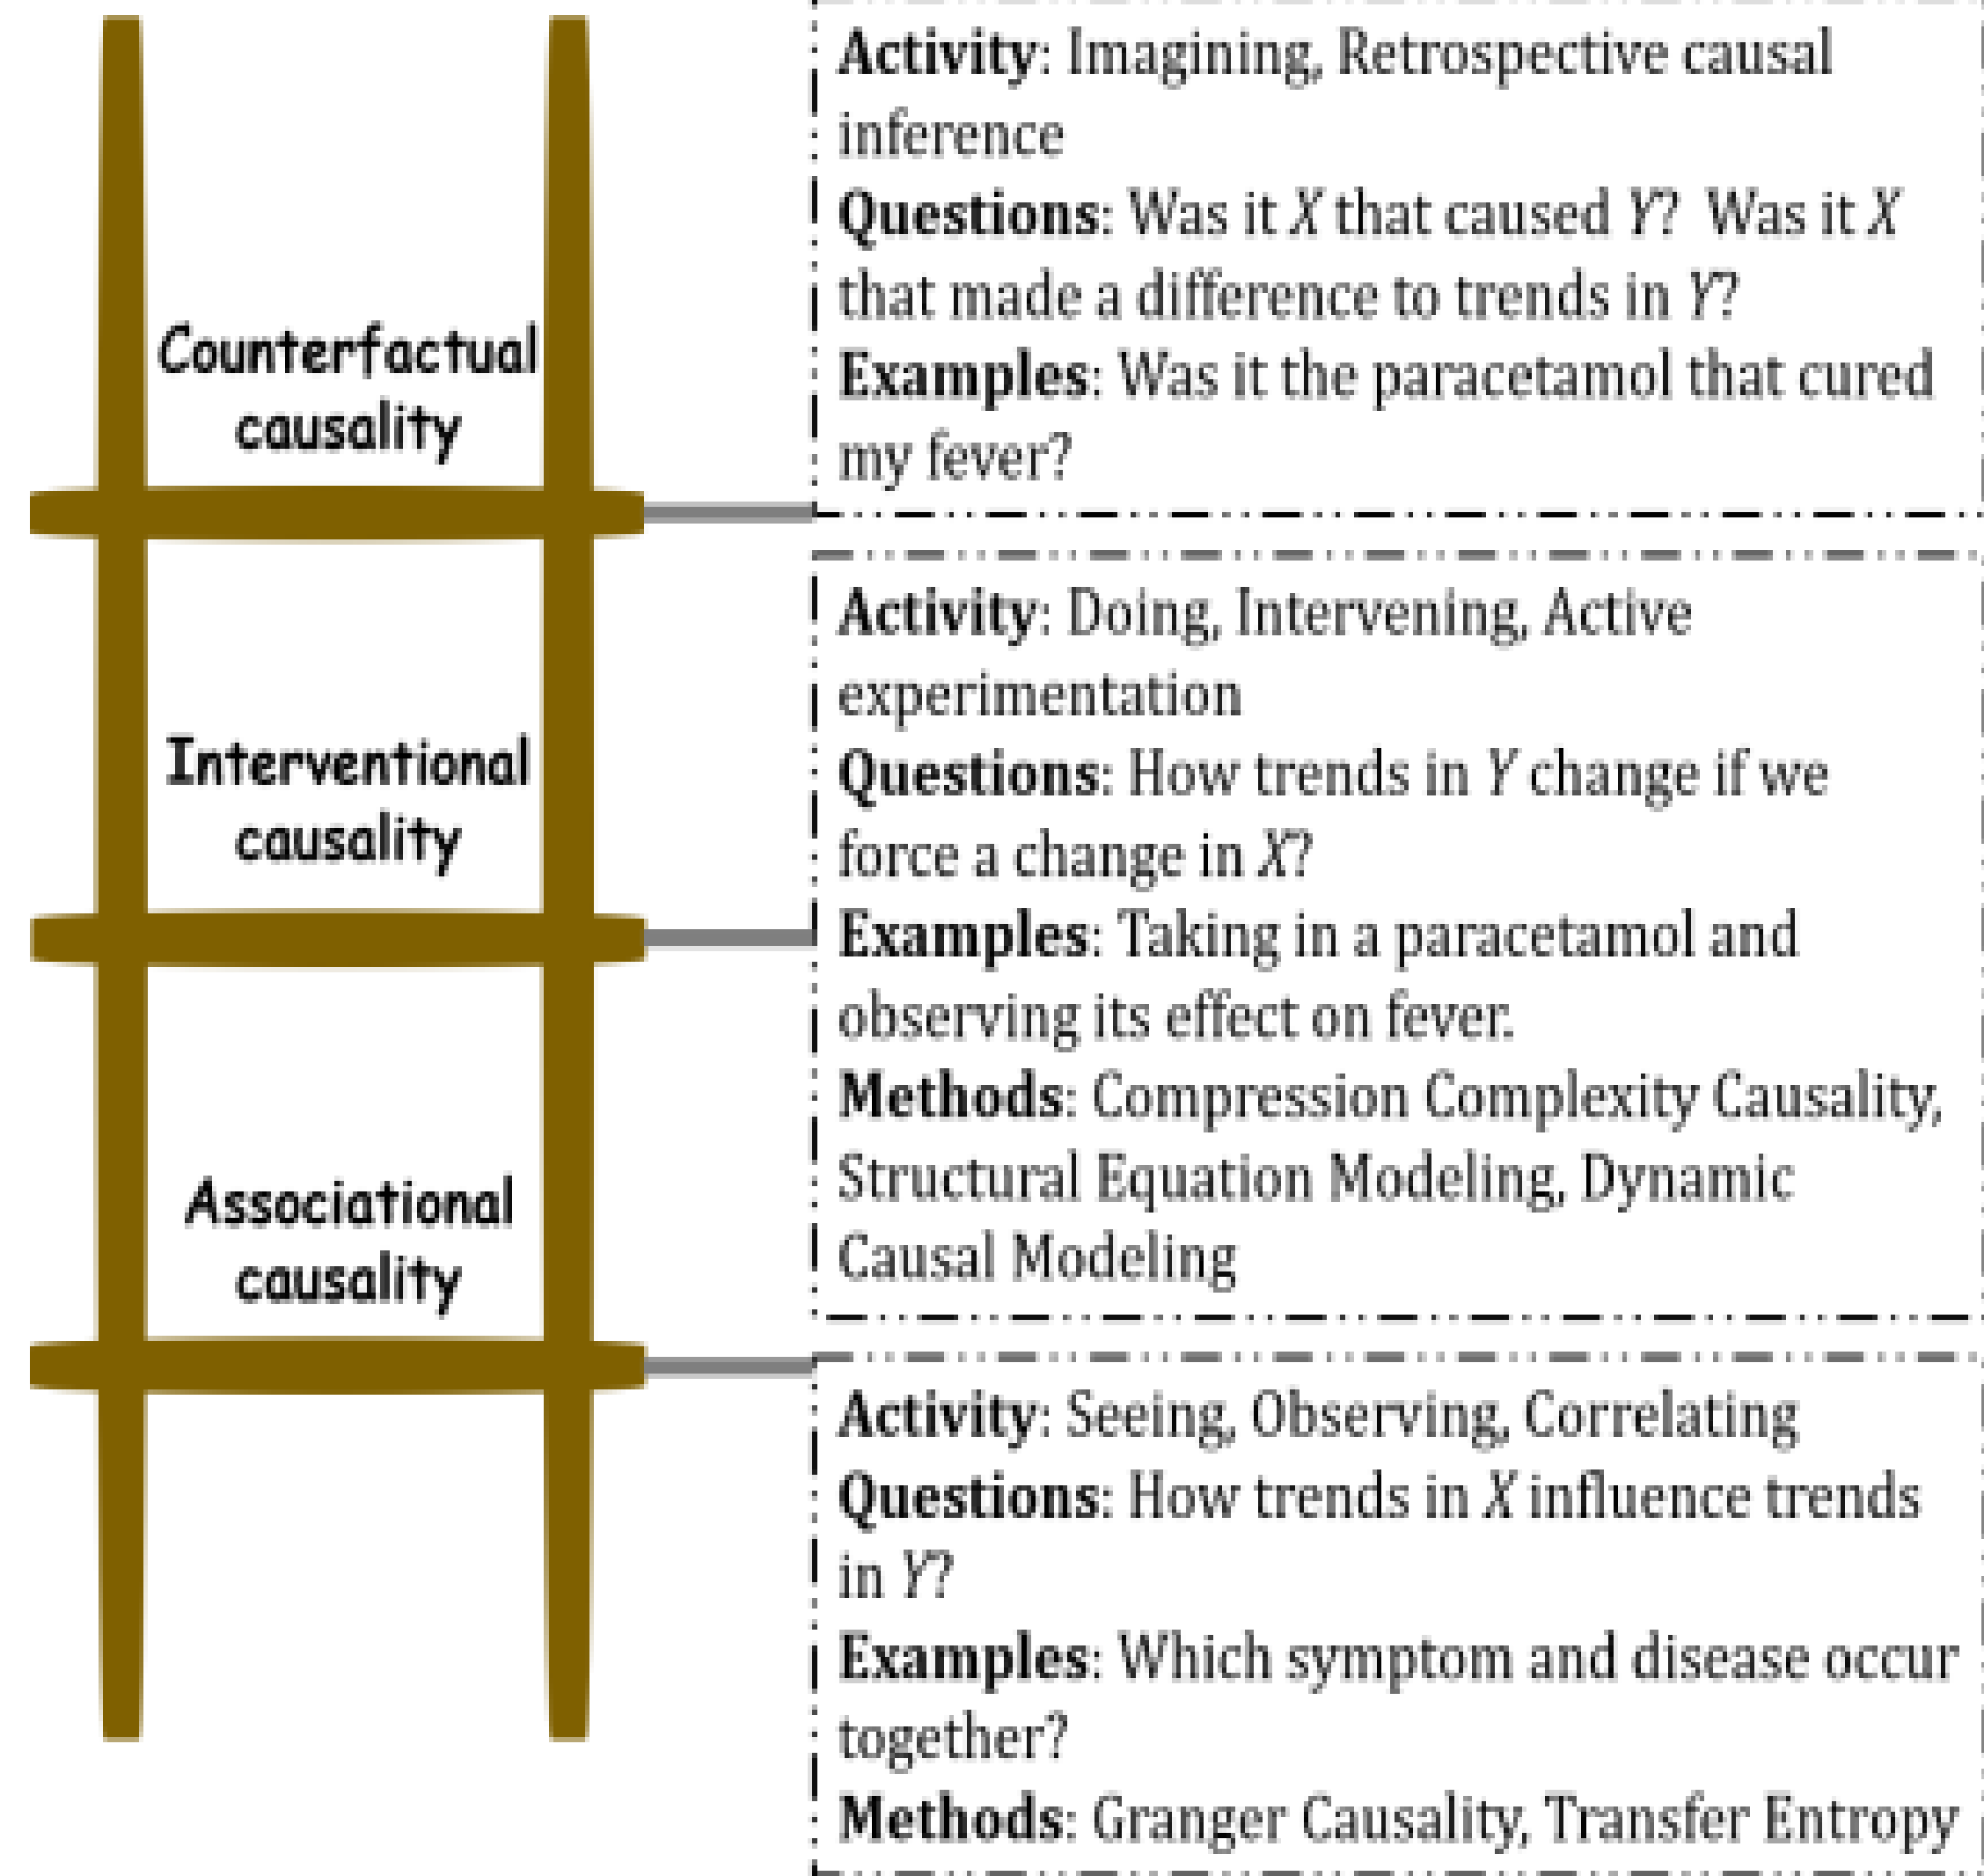 Counterfactual
causality
Activity: Imagining, Retrospective causal
inference
Questions: Was it X that caused Y? Was it X
that made a difference to trends in Y?
Examples: Was it the paracetamol that cured
my fever?
Interventional
causality
Activity: Doing, Intervening, Active
experimentation
Questions: How trends in Y change if we
force a change in X?
Examples: Taking in a paracetamol and
observing its effect on fever.
Methods: Compression Complexity Causality,
Structural Equation Modeling, Dynamic
Causal Modeling
Associational
causality
Activity: Seeing, Observing, Correlating
Questions: How trends in X influence trends
in Y?
Examples: Which symptom and disease occur
together?
Methods: Granger Causality, Transfer Entropy